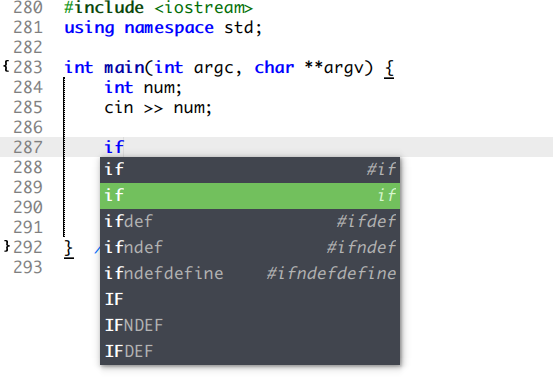 280 #include <iostream>
281 using namespace std;
282
{283 int main(int argc, char **argv) {
284 int num;
285 cin >> num;
286
287 if
288 if #if
189 if if
290 ifdef #ifdef
291 ifndef #ifndef
}292 } / ifndefdefine #ifndefdefine
293 IF
IFNDEF
IFDEF